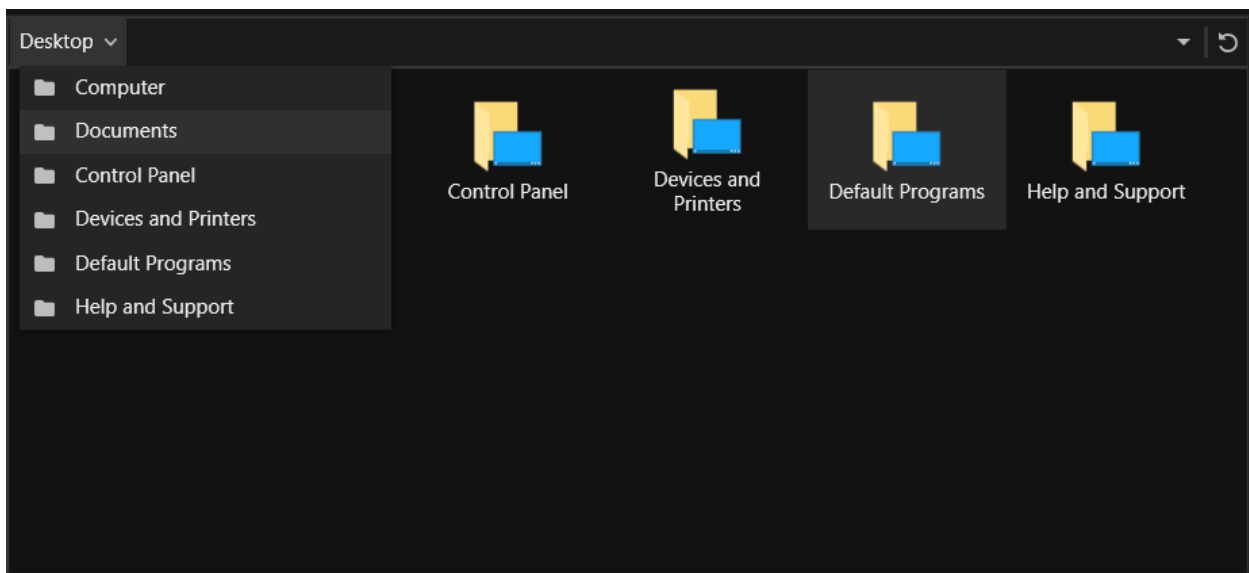 Desktop
Computer
Documents
Control Panel
Devices and Printers
Default Programs
Help and Support
Control Panel
Devices and
Printers
Default Programs
Help and Support